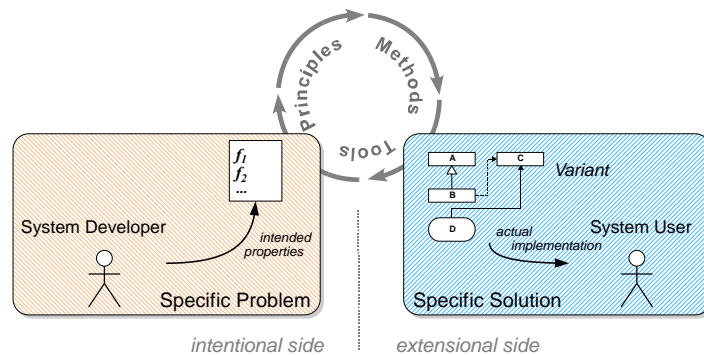 Principles
Methods
Tools
f1
f2
...
System Developer
intended
properties
Specific Problem
A
C
Variant
B
D
System User
actual
implementation
Specific Solution
intentional side
extensional side